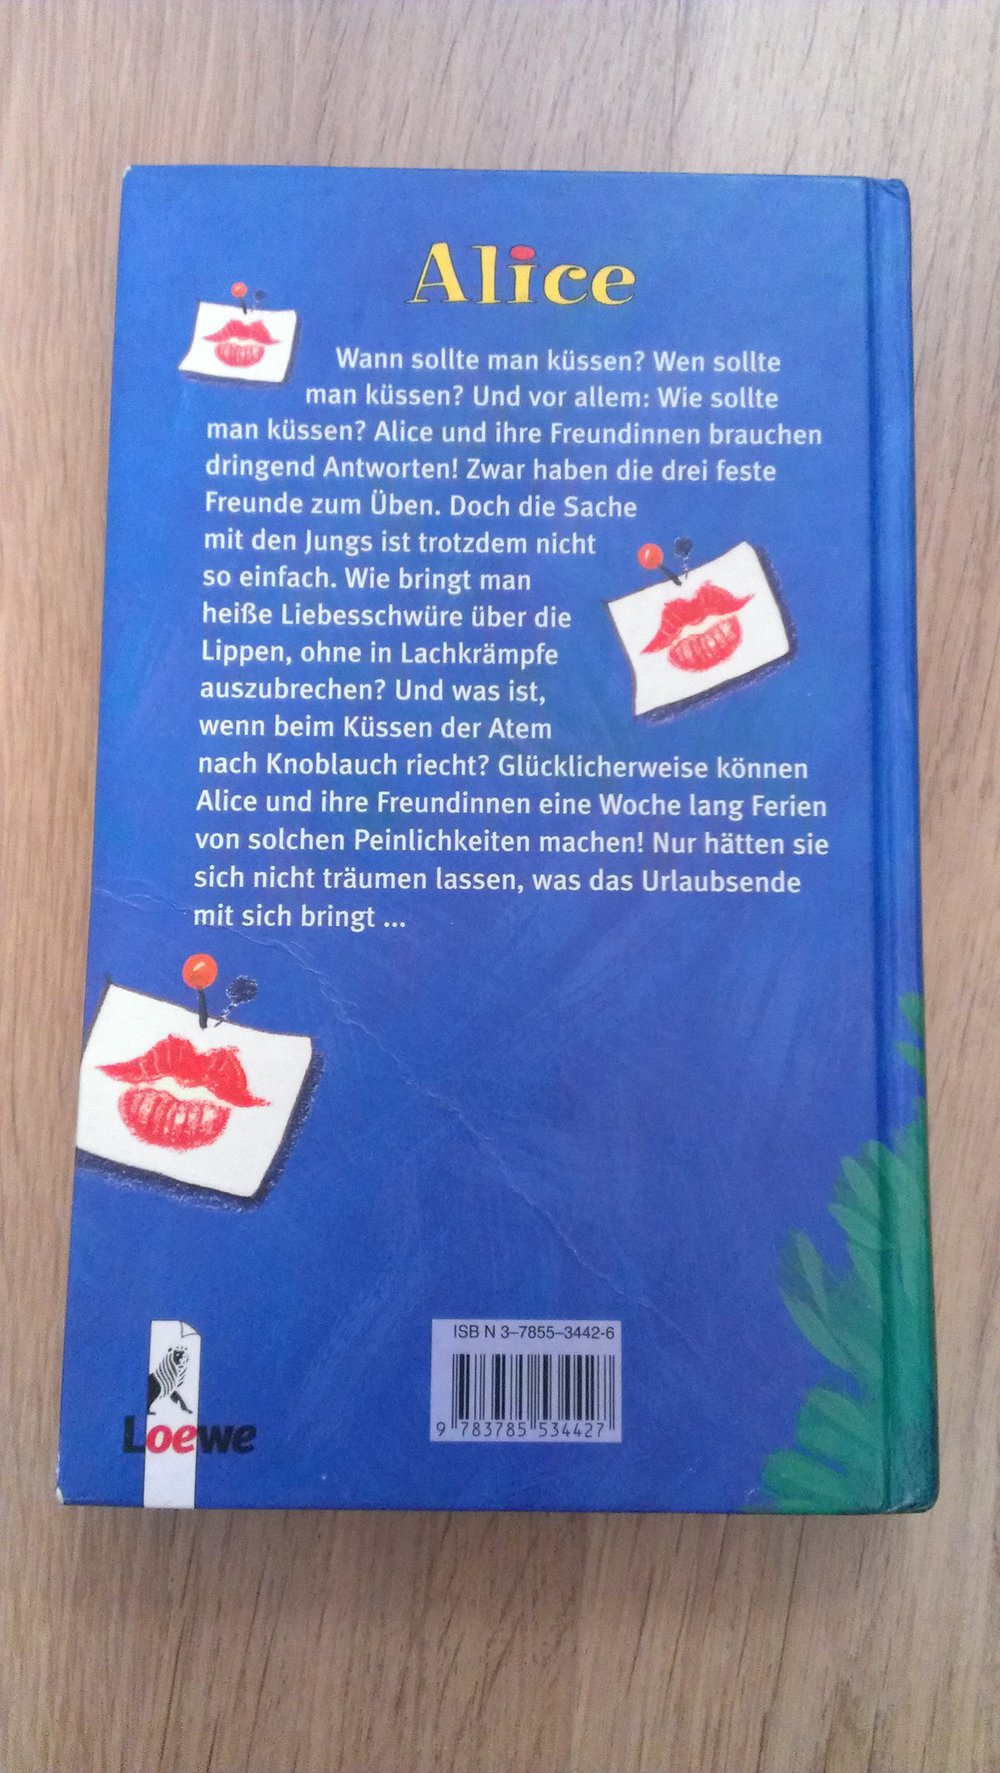 Alice
Wann sollte man küssen? Wen sollte
man küssen? Und vor allem: Wie sollte
man küssen? Alice und ihre Freundinnen brauchen
dringend Antworten! Zwar haben die drei feste
Freunde zum Üben. Doch die Sache
mit den Jungs ist trotzdem nicht
so einfach. Wie bringt man
heiße Liebesschwüre über die
Lippen, ohne in Lachkrämpfe
auszubrechen? Und was ist,
wenn beim Küssen der Atem
nach Knoblauch riecht? Glücklicherweise können
Alice und ihre Freundinnen eine Woche lang Ferien
von solchen Peinlichkeiten machen! Nur hätten sie
sich nicht träumen lassen, was das Urlaubsende
mit sich bringt ...
ISB N 3–7855–3442-6
9 783785 534427
Loewe